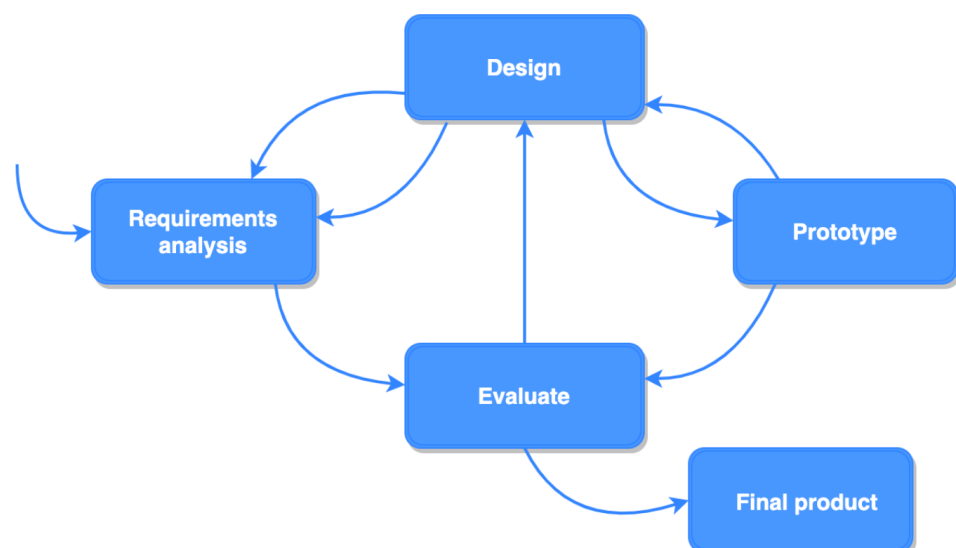 Design
Requirements
analysis
Prototype
Evaluate
Final product